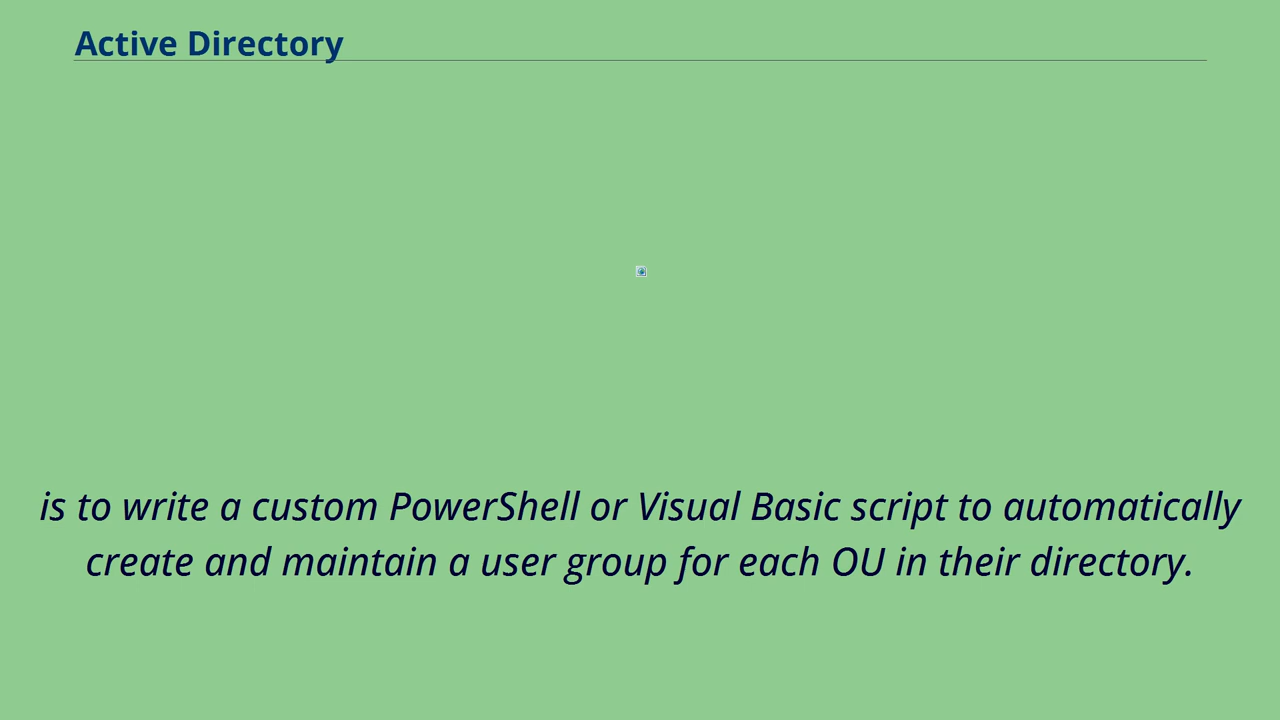 Active Directory
is to write a custom PowerShell or Visual Basic script to automatically
create and maintain a user group for each OU in their directory.